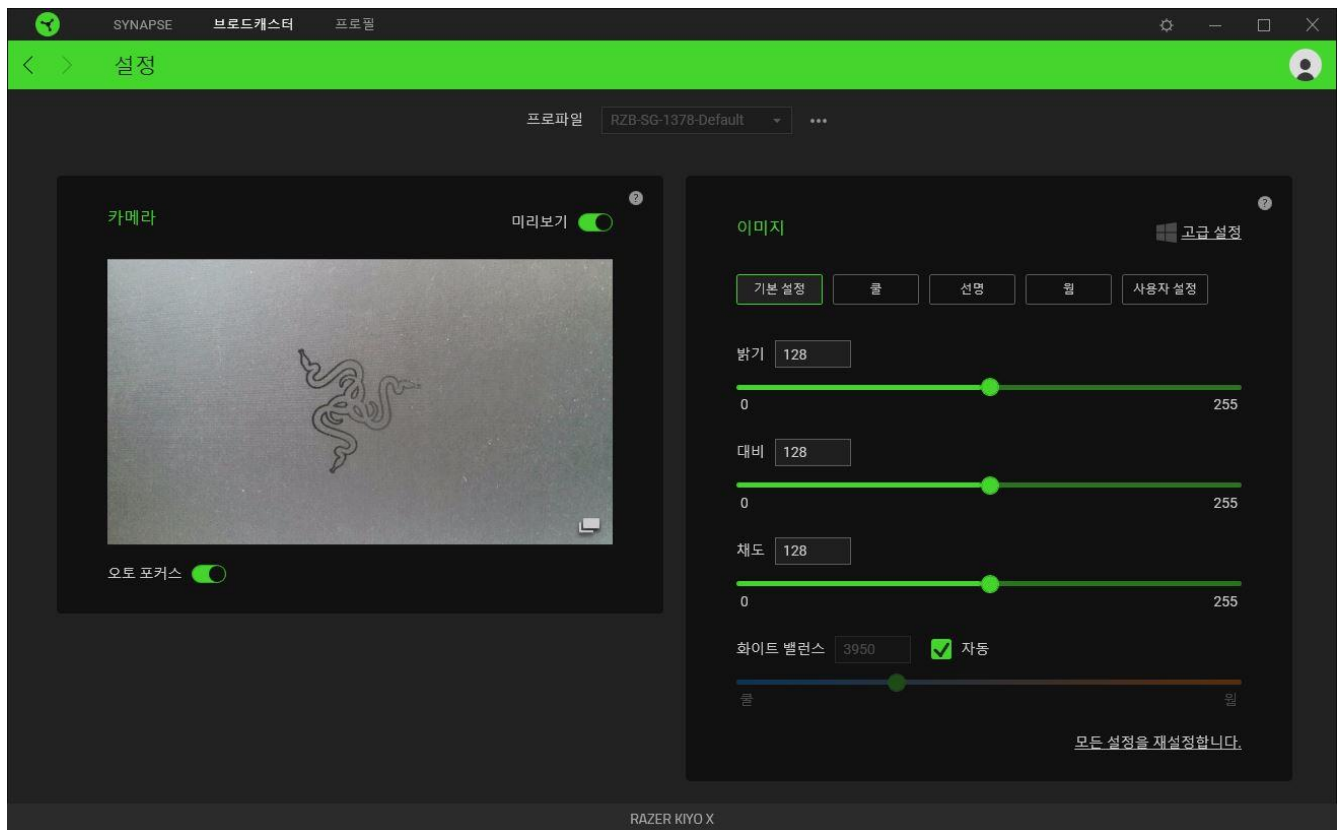 SYNAPSE 브로드캐스터 프로필
설정
프로파일 RZB-SG-1378-Default
카메라
미리보기
오토 포커스
이미지
고급 설정
기본 설정 쿨 선명 웜 사용자 설정
밝기 128
0 255
대비 128
0 255
채도 128
0 255
화이트 밸런스 3950 자동
쿨 웜
모든 설정을 재설정합니다.
RAZER KIYO X